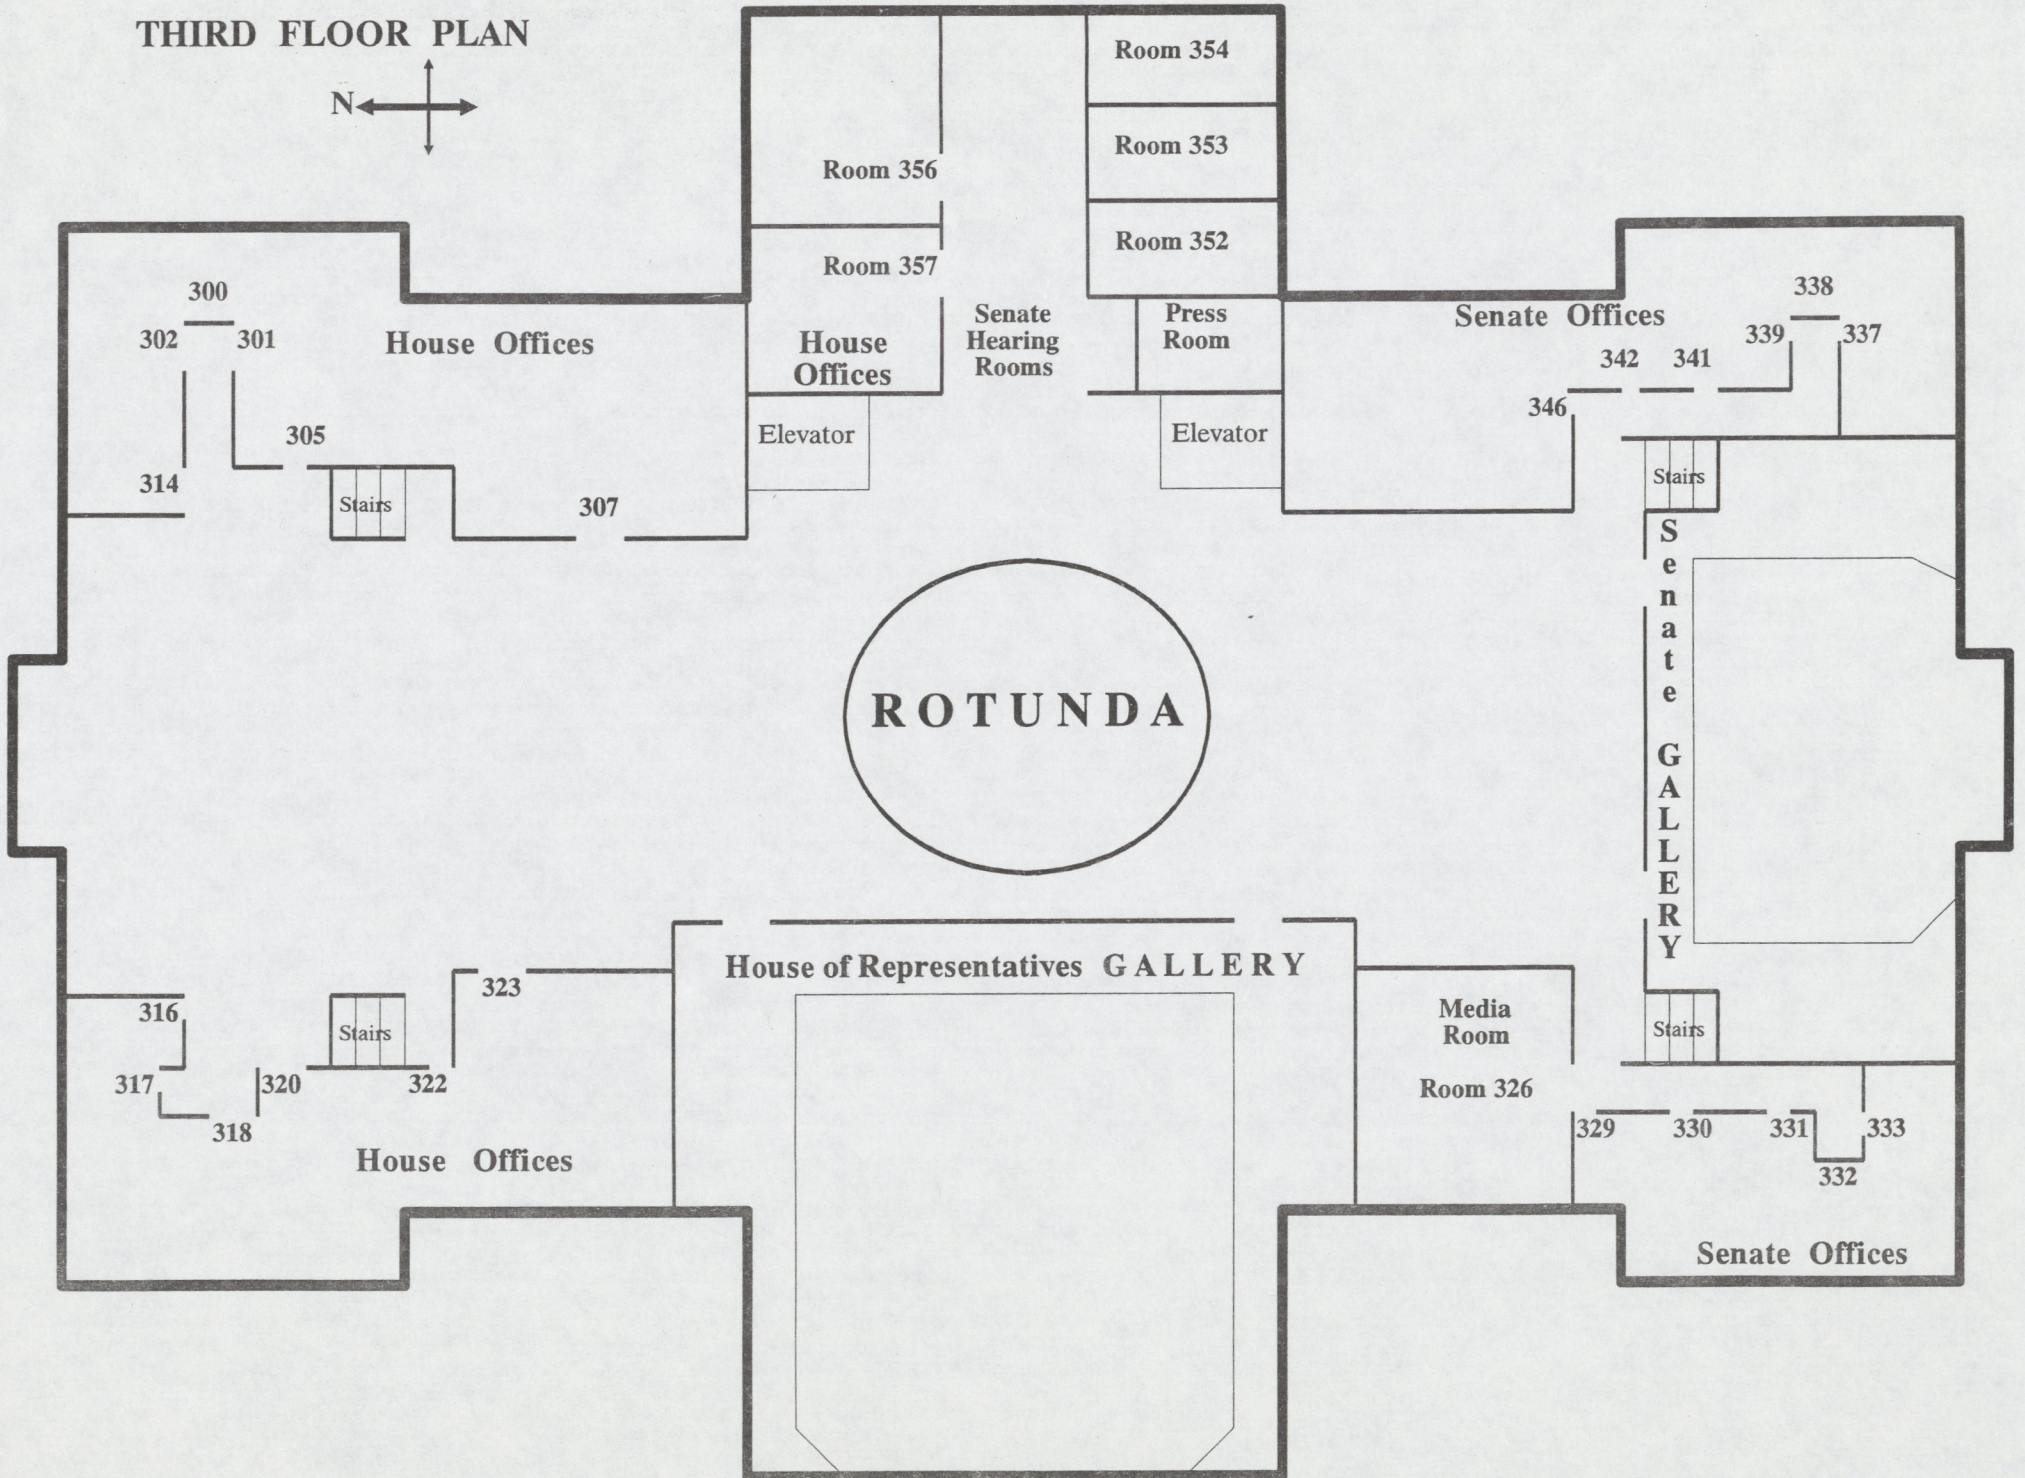 THIRD FLOOR PLAN
N
Room 354
Room 353
Room 352
Room 356
Room 357
300
302
301
House Offices
305
314
Stairs
307
House
Offices
Senate
Hearing
Rooms
Press
Room
Elevator
Elevator
Senate Offices
338
339
337
342
341
346
Stairs
Senate GALLERY
ROTUNDA
House of Representatives GALLERY
323
316
Stairs
317
320
322
318
House Offices
Media
Room
Room 326
Stairs
329
330
331
333
332
Senate Offices